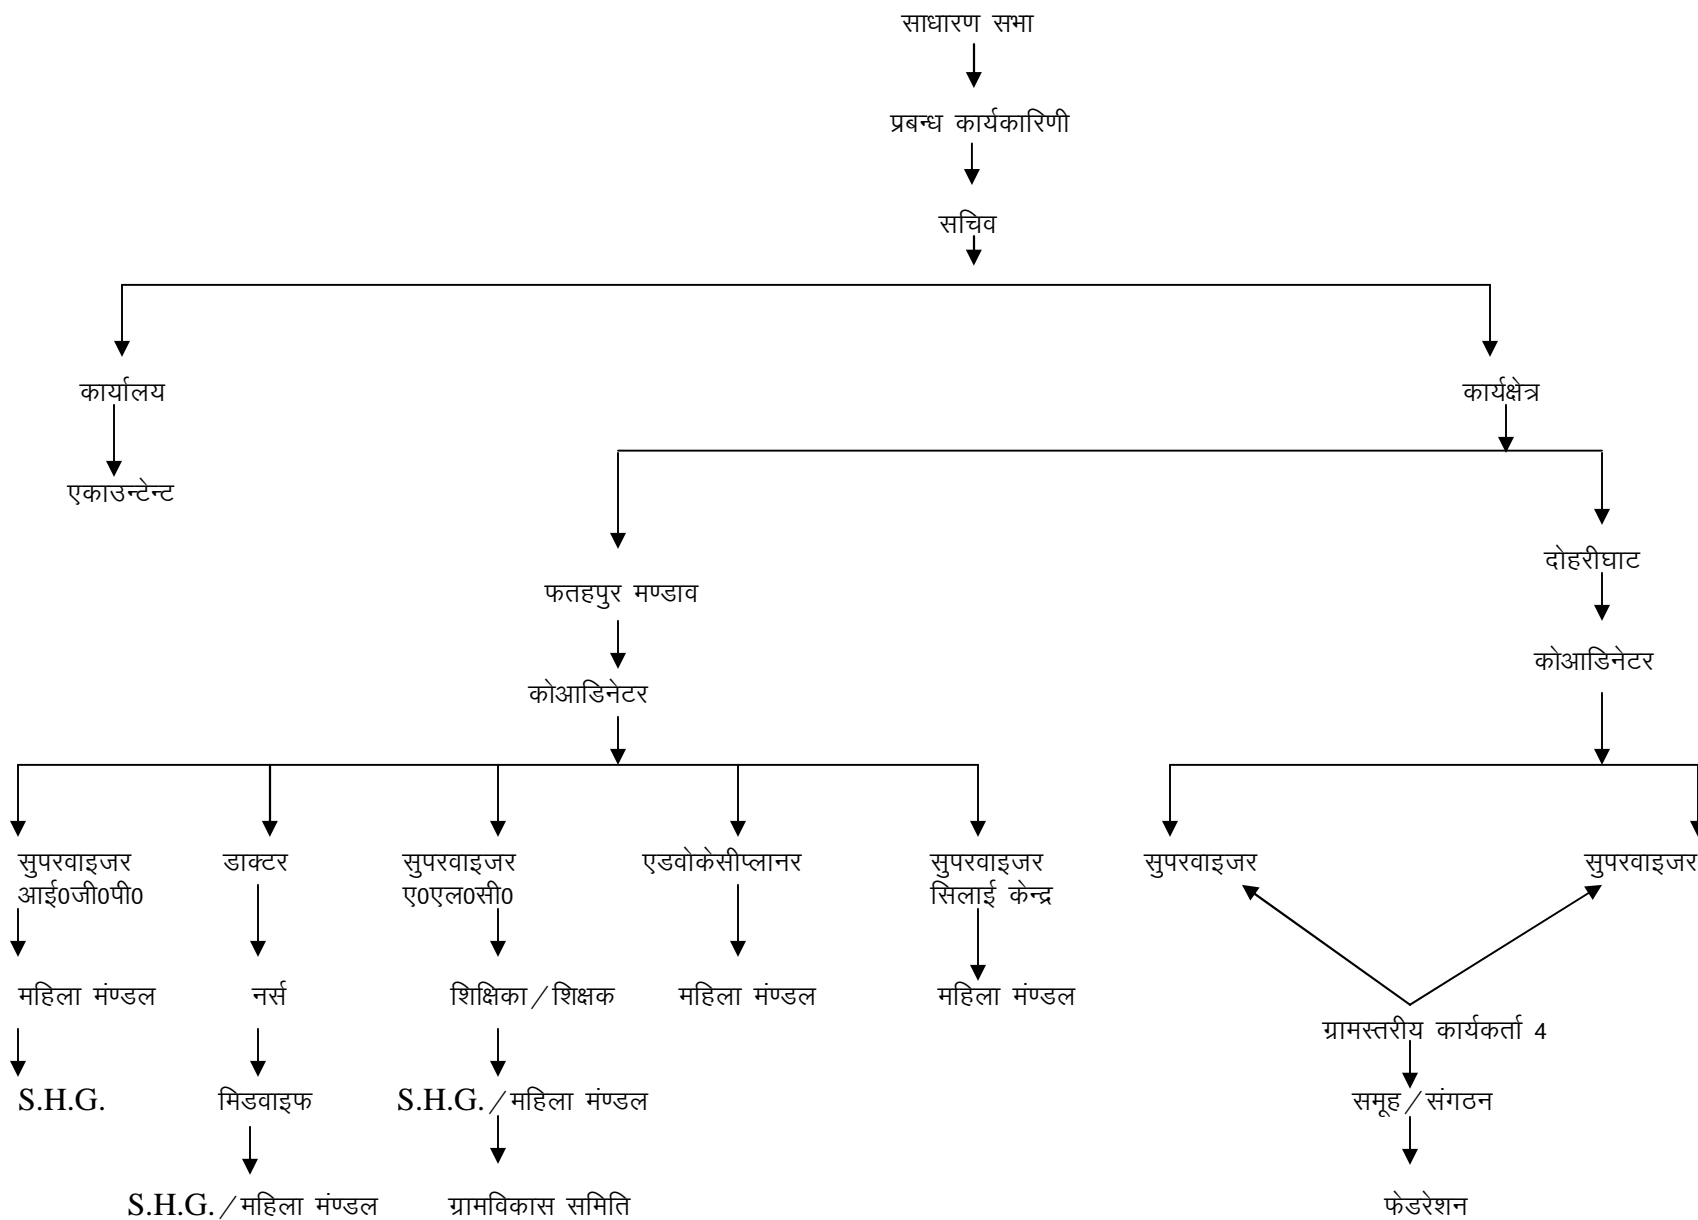 साधारण सभा
प्रबन्ध कार्यकारिणी
सचिव
कार्यालय
कार्यक्षेत्र
एकाउन्टेन्ट
दोहरीघाट
फतहपुर मण्डाव
कोआडिनेटर
कोआडिनेटर
सुपरवाइजर
आई0जी0पी0
डाक्टर
सुपरवाइजर
ए0एल0सी0
एडवोकेसीप्लानर
सुपरवाइजर
सिलाई केन्द्र
सुपरवाइजर
सुपरवाइजर
महिला मंण्डल
नर्स
शिक्षिका/शिक्षक
महिला मंण्डल
महिला मंण्डल
ग्रामस्तरीय कार्यकर्ता 4
S.H.G.
मिडवाइफ
S.H.G./महिला मंण्डल
समूह/संगठन
S.H.G./महिला मंण्डल
ग्रामविकास समिति
फेडरेशन